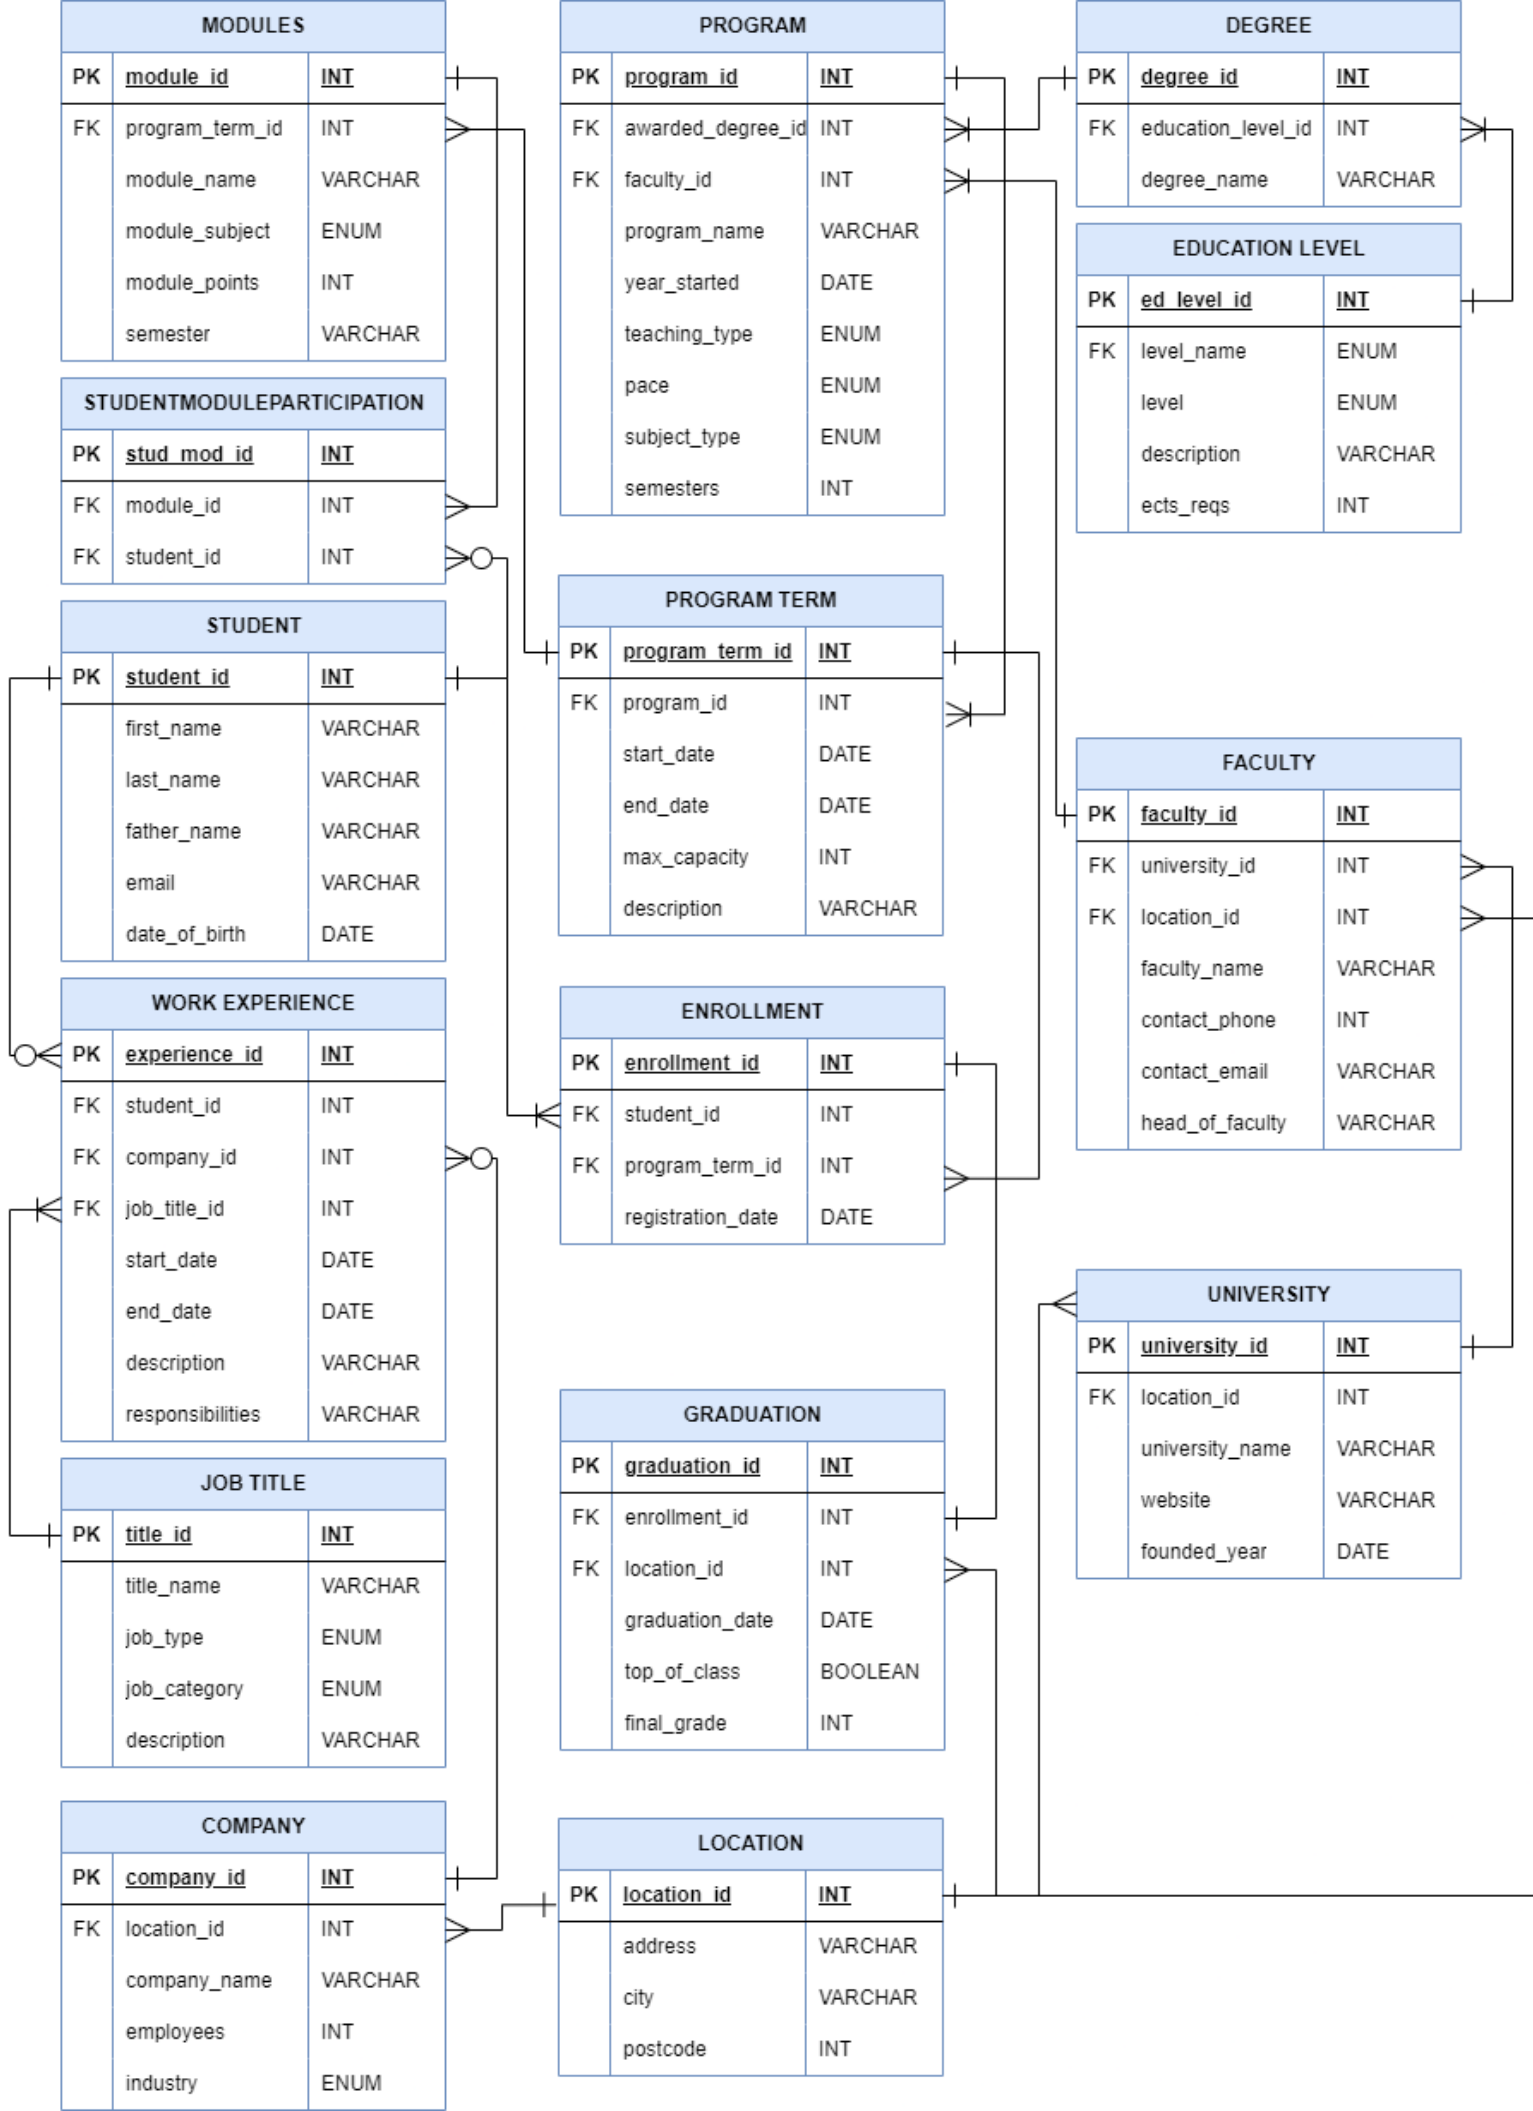 MODULES
PK module_id INT
FK program_term_id INT
module_name VARCHAR
module_subject ENUM
module_points INT
semester VARCHAR
STUDENTMODULEPARTICIPATION
PK stud_mod_id INT
FK module_id INT
FK student_id INT
STUDENT
PK student_id INT
first_name VARCHAR
last_name VARCHAR
father_name VARCHAR
email VARCHAR
date_of_birth DATE
WORK EXPERIENCE
PK experience_id INT
FK student_id INT
FK company_id INT
FK job_title_id INT
start_date DATE
end_date DATE
description VARCHAR
responsibilities VARCHAR
JOB TITLE
PK title_id INT
title_name VARCHAR
job_type ENUM
job_category ENUM
description VARCHAR
COMPANY
PK company_id INT
FK location_id INT
company_name VARCHAR
employees INT
industry ENUM
PROGRAM
PK program_id INT
FK awarded_degree_id INT
FK faculty_id INT
program_name VARCHAR
year_started DATE
teaching_type ENUM
pace ENUM
subject_type ENUM
semesters INT
PROGRAM TERM
PK program_term_id INT
FK program_id INT
start_date DATE
end_date DATE
max_capacity INT
description VARCHAR
ENROLLMENT
PK enrollment_id INT
FK student_id INT
FK program_term_id INT
registration_date DATE
GRADUATION
PK graduation_id INT
FK enrollment_id INT
FK location_id INT
graduation_date DATE
top_of_class BOOLEAN
final_grade INT
LOCATION
PK location_id INT
address VARCHAR
city VARCHAR
postcode INT
DEGREE
PK degree_id INT
FK education_level_id INT
degree_name VARCHAR
EDUCATION LEVEL
PK ed_level_id INT
FK level_name ENUM
level ENUM
description VARCHAR
ects_reqs INT
FACULTY
PK faculty_id INT
FK university_id INT
FK location_id INT
faculty_name VARCHAR
contact_phone INT
contact_email VARCHAR
head_of_faculty VARCHAR
UNIVERSITY
PK university_id INT
FK location_id INT
university_name VARCHAR
website VARCHAR
founded_year DATE